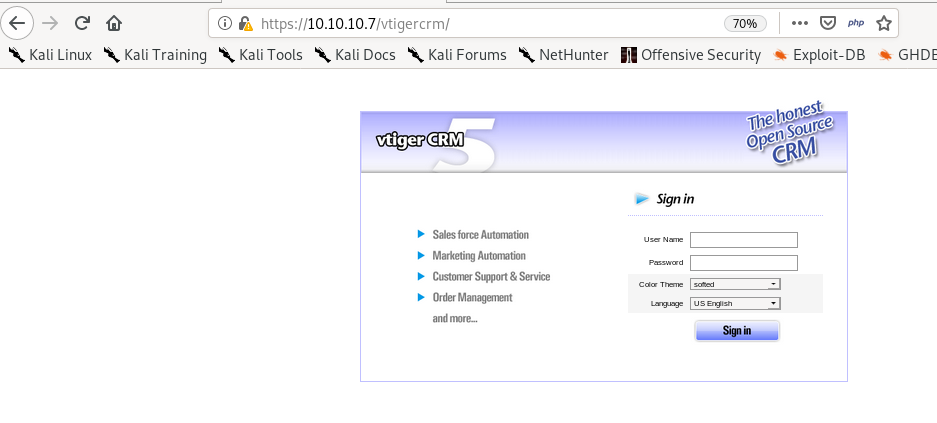 https://10.10.10.7/vtigercrm/
70%
php
Kali Linux Kali Training Kali Tools Kali Docs Kali Forums NetHunter Offensive Security Exploit-DB GHDB
vtiger CRM 5
The honest
Open Source
CRM
Sign in
Sales force Automation
Marketing Automation
Customer Support & Service
Order Management
and more...
User Name
Password
Color Theme softed
Language US English
Sign in